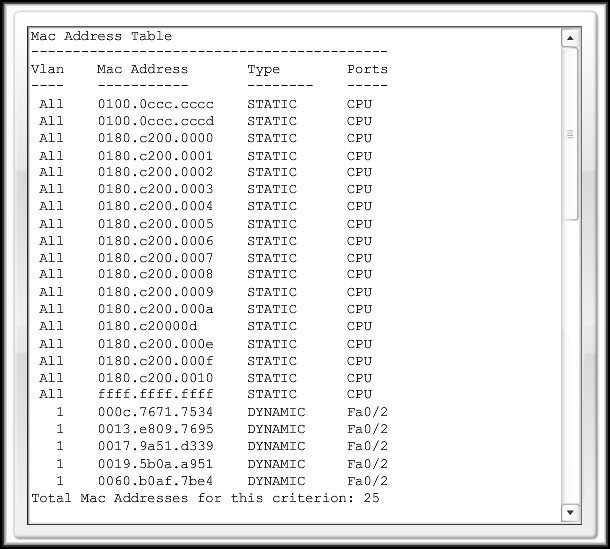 Mac Address Table
-------------------------------------------
Vlan    Mac Address       Type        Ports
----    -----------       --------    -----
 All    0100.0ccc.cccc    STATIC      CPU
 All    0100.0ccc.cccd    STATIC      CPU
 All    0180.c200.0000    STATIC      CPU
 All    0180.c200.0001    STATIC      CPU
 All    0180.c200.0002    STATIC      CPU
 All    0180.c200.0003    STATIC      CPU
 All    0180.c200.0004    STATIC      CPU
 All    0180.c200.0005    STATIC      CPU
 All    0180.c200.0006    STATIC      CPU
 All    0180.c200.0007    STATIC      CPU
 All    0180.c200.0008    STATIC      CPU
 All    0180.c200.0009    STATIC      CPU
 All    0180.c200.000a    STATIC      CPU
 All    0180.c20000d      STATIC      CPU
 All    0180.c200.000e    STATIC      CPU
 All    0180.c200.000f    STATIC      CPU
 All    0180.c200.0010    STATIC      CPU
 All    ffff.ffff.ffff    STATIC      CPU
   1    000c.7671.7534    DYNAMIC     Fa0/2
   1    0013.e809.7695    DYNAMIC     Fa0/2
   1    0017.9a51.d339    DYNAMIC     Fa0/2
   1    0019.5b0a.a951    DYNAMIC     Fa0/2
   1    0060.b0af.7be4    DYNAMIC     Fa0/2
Total Mac Addresses for this criterion: 25